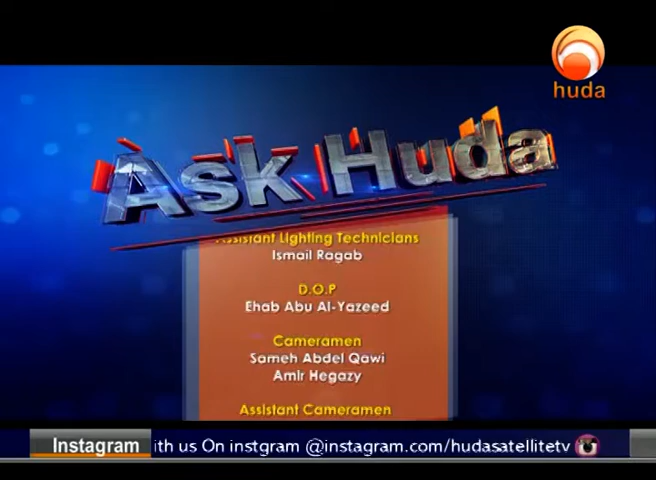 huda
Ask Huda
Assistant Lighting Technicians
Ismail Ragab
D.O.P
Ehab Abu Al-Yazeed
Cameramen
Sameh Abdel Qawi
Amir Hegazy
Assistant Cameramen
Instagram
ith us On instgram @instagram.com/hudasatellitetv